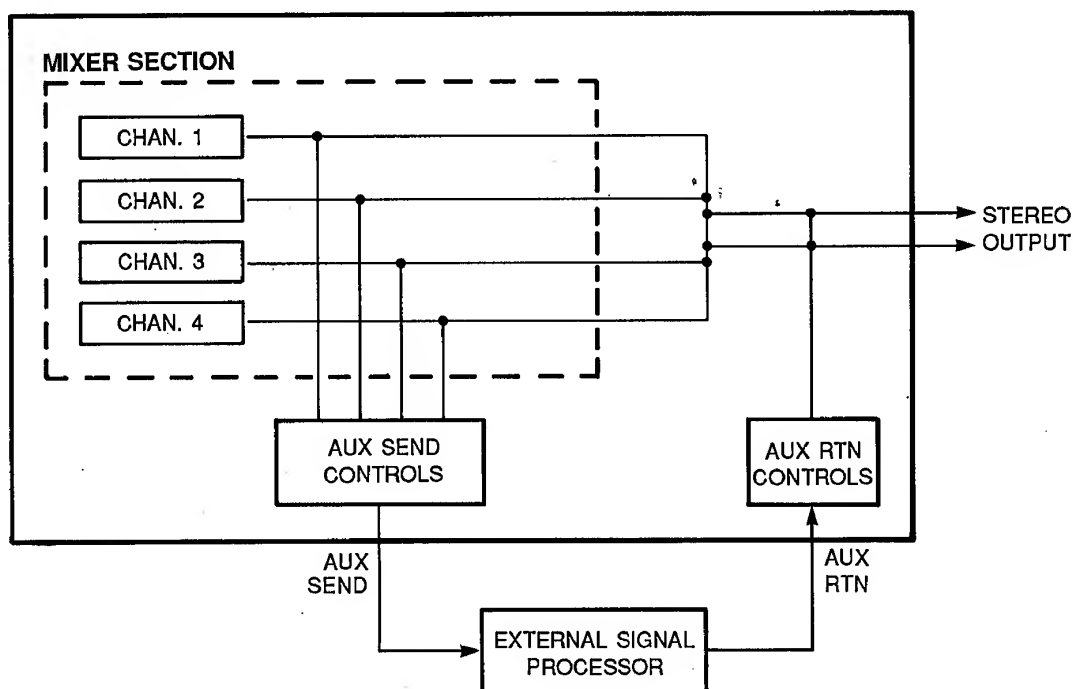 MIXER SECTION
CHAN. 1
CHAN. 2
CHAN. 3
CHAN. 4
STEREO
OUTPUT
AUX SEND
CONTROLS
AUX RTN
CONTROLS
AUX
SEND
AUX
RTN
EXTERNAL SIGNAL
PROCESSOR